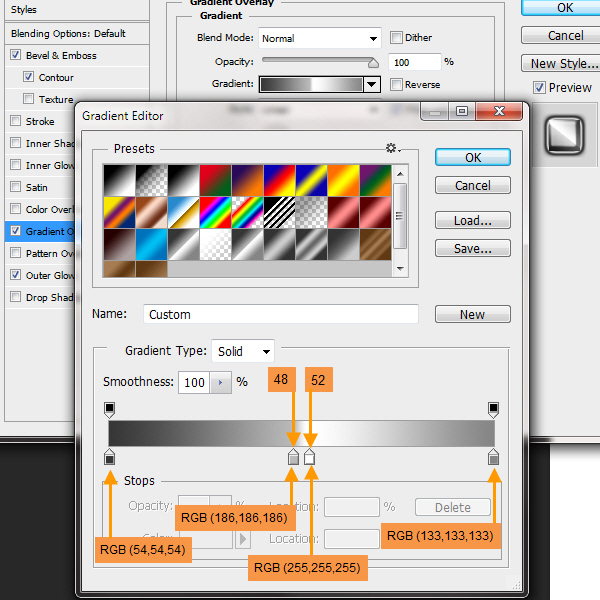 Styles
Blending Options: Default
Bevel & Emboss
Contour
Texture
Stroke
Inner Shad
Inner Glow
Satin
Color Overl
Gradient O
Pattern Ov
Outer Glow
Drop Shad
Gradient Overlay
Gradient
Blend Mode: Normal Dither
Opacity: 100 %
Gradient: Reverse
OK
Cancel
New Style...
Preview
Gradient Editor
Presets
OK
Cancel
Load...
Save...
Name: Custom New
Gradient Type: Solid
Smoothness: 100 % 48 52
Stops
Opacity: Location: % Delete
Location:
RGB (186,186,186)
RGB (133,133,133)
RGB (54,54,54)
RGB (255,255,255)